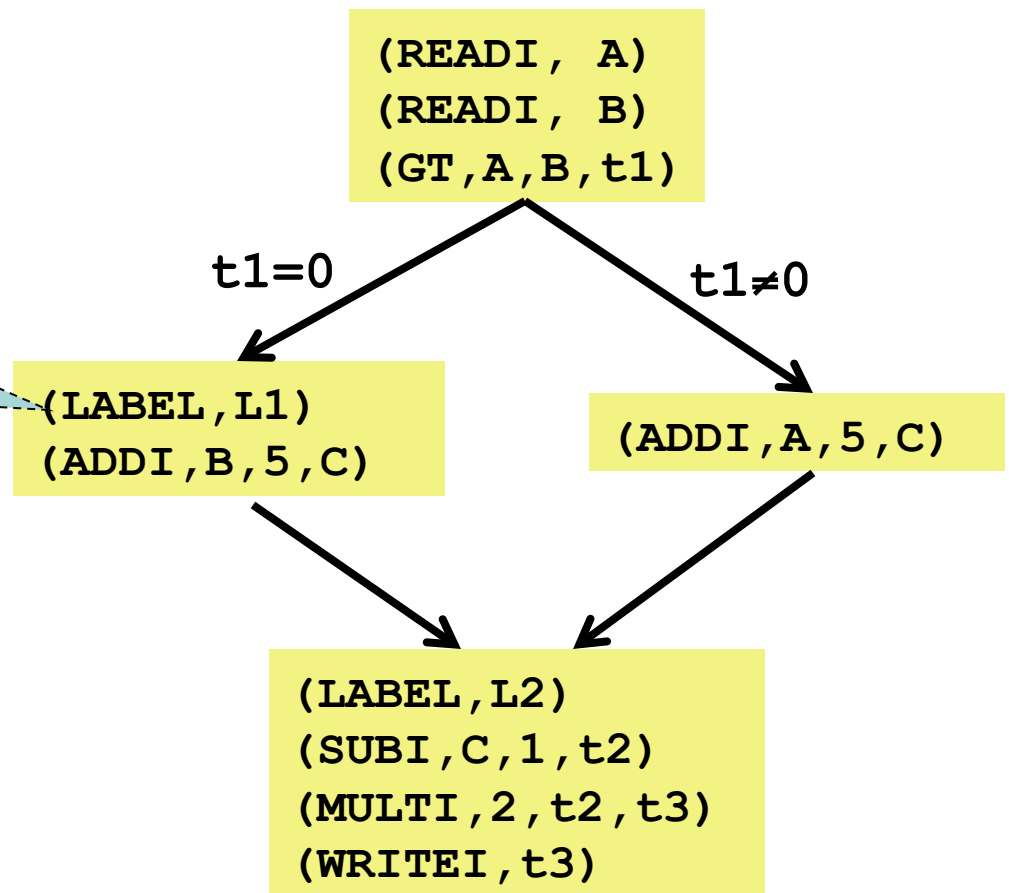 (READI, A)
(READI, B)
(GT,A,B,t1)
t1=0
t1≠0
(LABEL,L1)
(ADDI,B,5,C)
(ADDI,A,5,C)
(LABEL,L2)
(SUBI,C,1,t2)
(MULTI,2,t2,t3)
(WRITEI,t3)